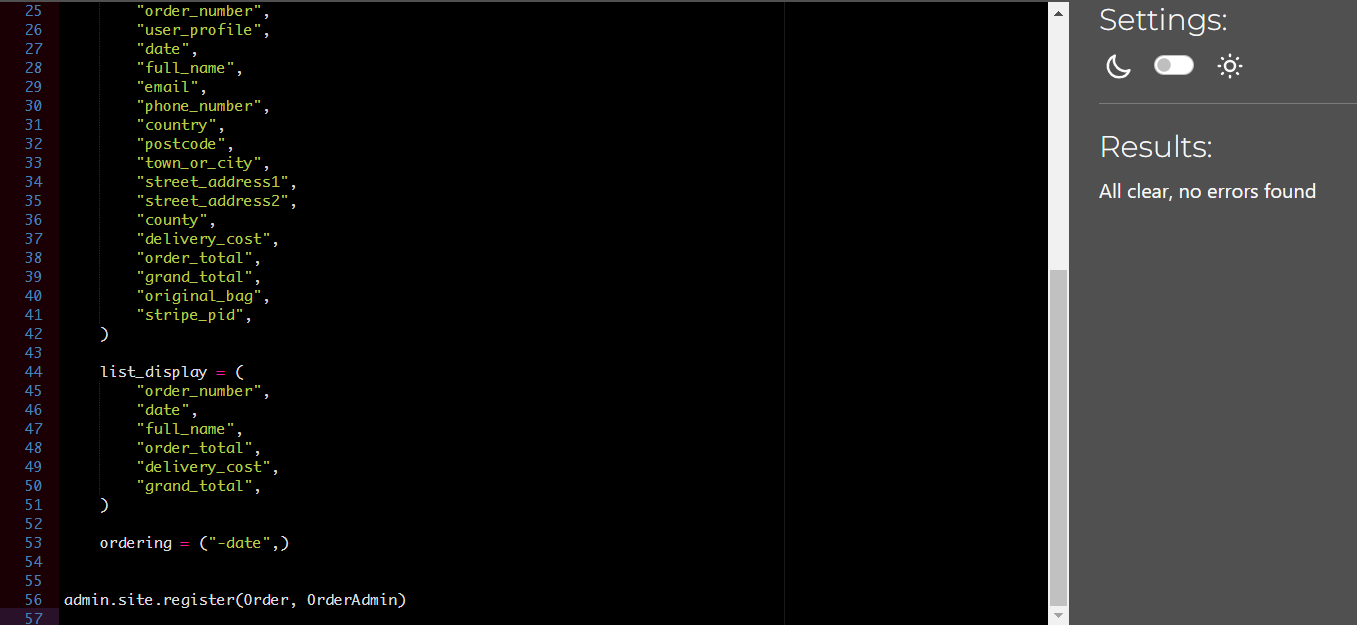 25         "order_number",
26         "user_profile",
27         "date",
28         "full_name",
29         "email",
30         "phone_number",
31         "country",
32         "postcode",
33         "town_or_city",
34         "street_address1",
35         "street_address2",
36         "county",
37         "delivery_cost",
38         "order_total",
39         "grand_total",
40         "original_bag",
41         "stripe_pid",
42     )
43
44     list_display = (
45         "order_number",
46         "date",
47         "full_name",
48         "order_total",
49         "delivery_cost",
50         "grand_total",
51     )
52
53     ordering = ("-date",)
54
55
56 admin.site.register(Order, OrderAdmin)
57
Settings:
Results:
All clear, no errors found